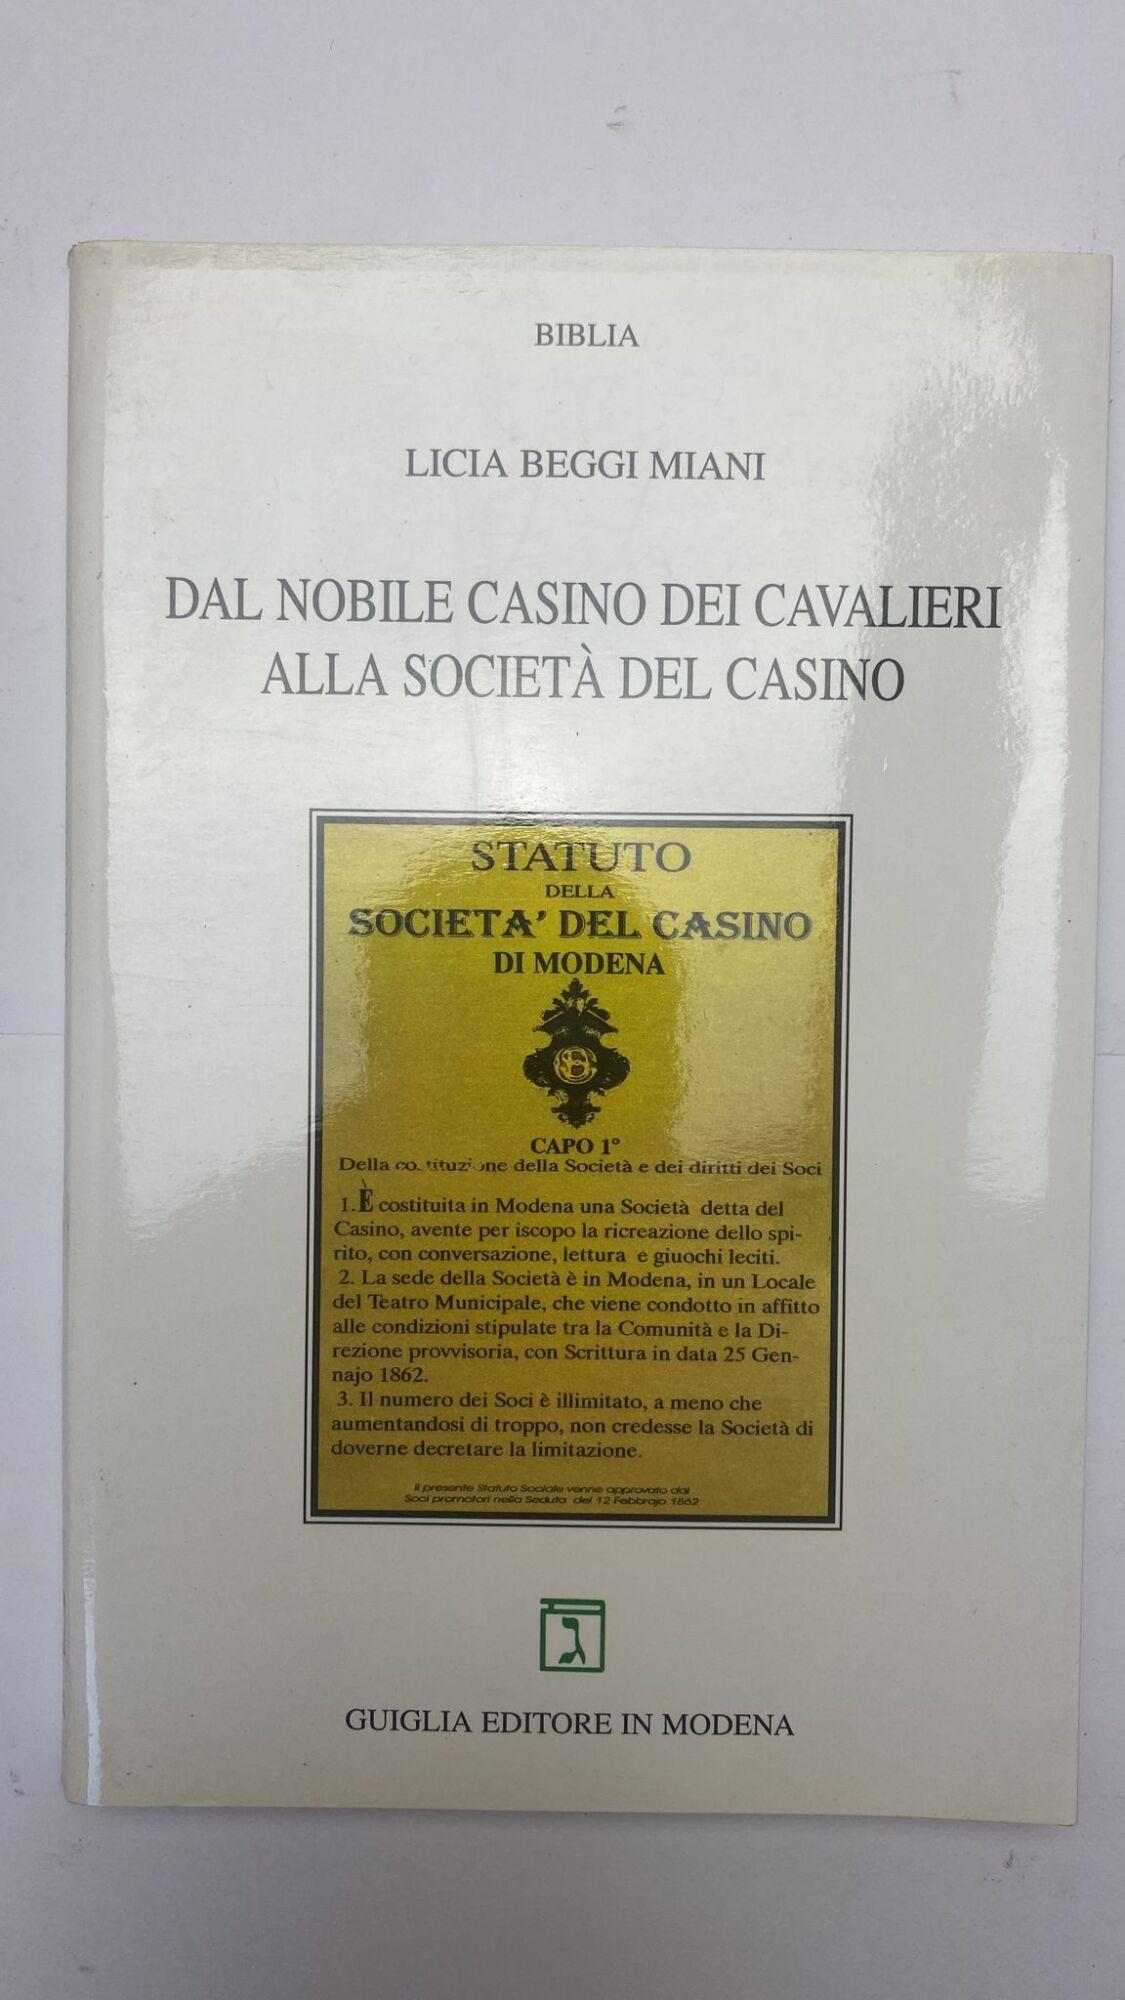 BIBLIA
LICIA BEGGI MIANI
DAL NOBILE CASINO DEI CAVALIERI
ALLA SOCIETÀ DEL CASINO
STATUTO
DELLA
SOCIETA' DEL CASINO
DI MODENA
CAPO 1°
Della della Società e dei diritti dei Soci
1. È costituita in Modena una Società detta del
Casino, avente per iscopo la ricreazione dello spi-
rito, con conversazione, lettura e giuochi leciti.
2. La sede della Società è in Modena, in un Locale
del Teatro Municipale, che viene condotto in affitto
alle condizioni stipulate tra la Comunità e la Di-
rezione provvisoria, con Scrittura in data 25 Gen-
najo 1862.
3. Il numero dei Soci è illimitato, a meno che
aumentandosi di troppo, non credesse la Società di
doverne decretare la limitazione.
Il presente Statuto Sociale venne approvato dai
Soci promotori nella Seduta del 12 Febbrajo 1862
ג
GUIGLIA EDITORE IN MODENA